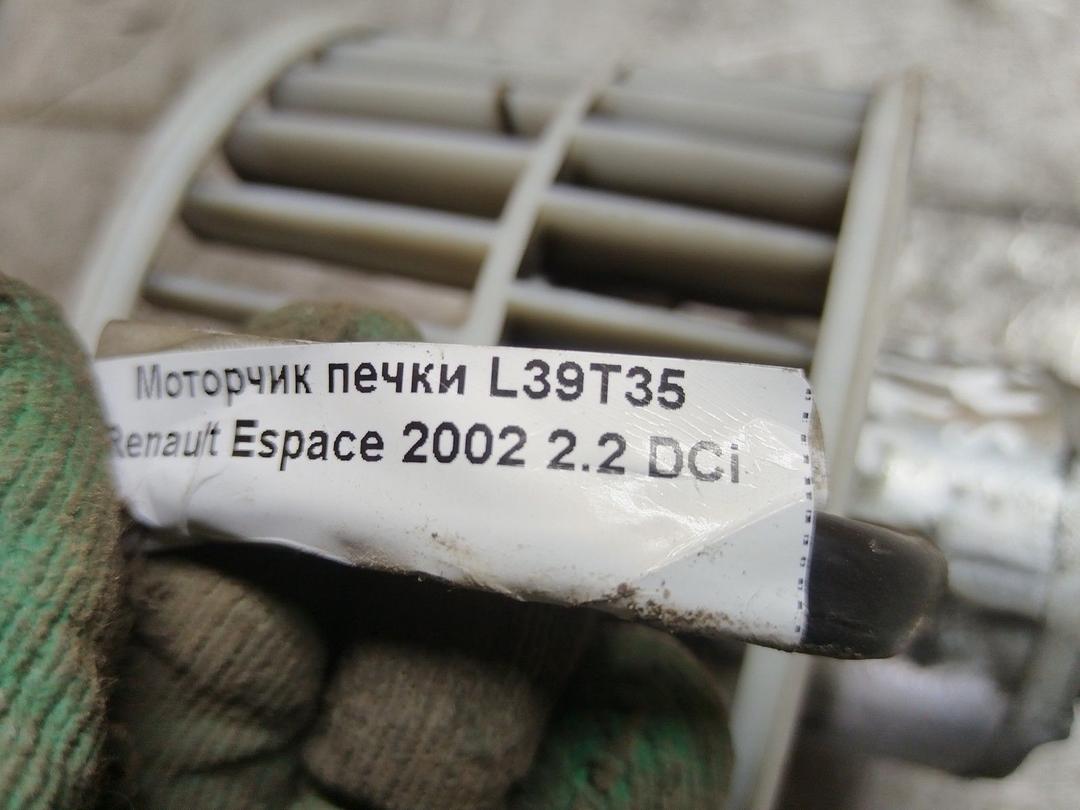 Моторчик печки L39T35
Renault Espace 2002 2.2 DCi